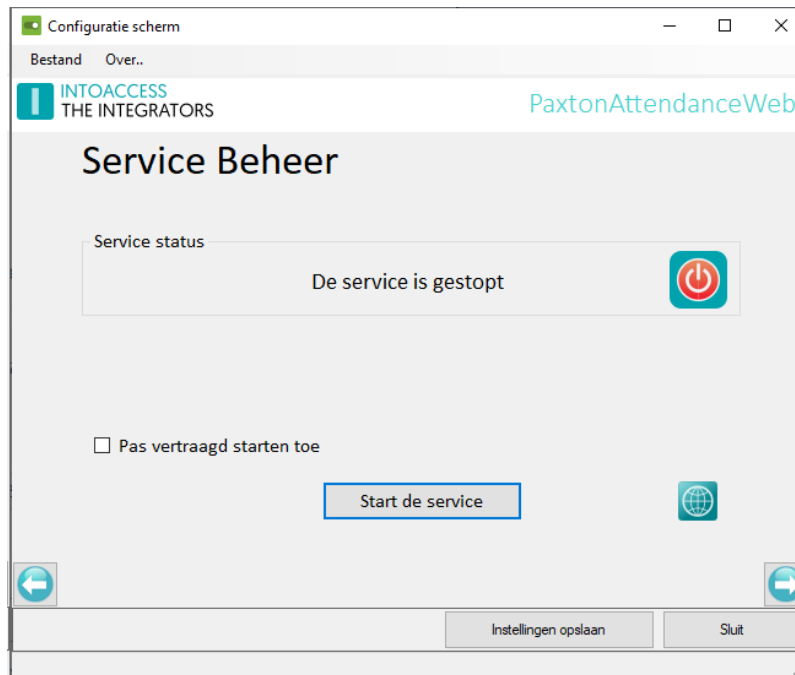 Configuratie scherm
Bestand Over..
INTOACCESS
THE INTEGRATORS
PaxtonAttendanceWeb
Service Beheer
Service status
De service is gestopt
Pas vertraagd starten toe
Start de service
Instellingen opslaan
Sluit